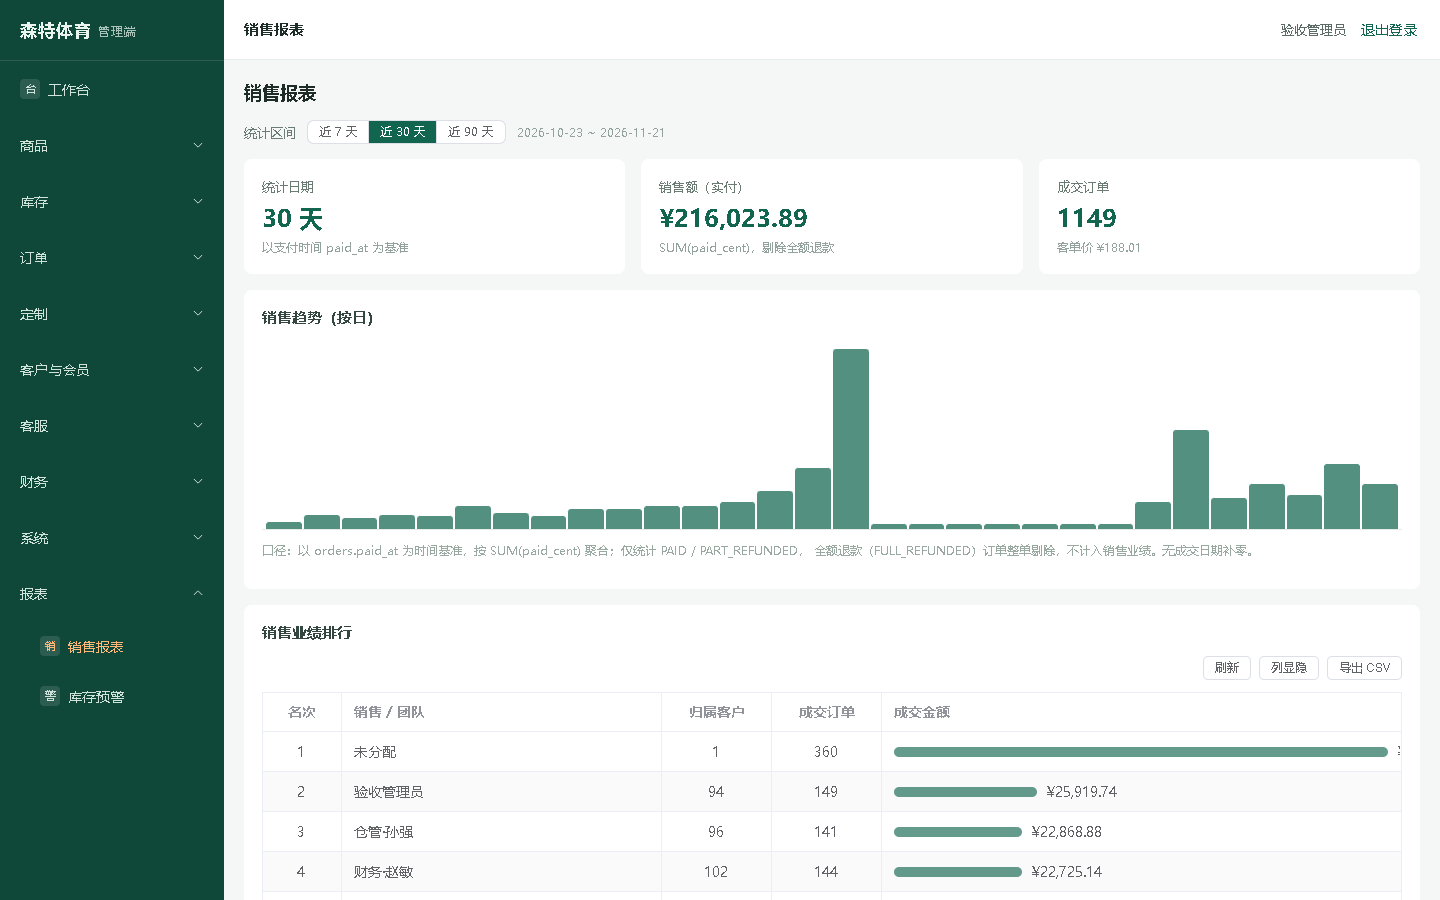 森特体育 管理端
销售报表
验收管理员 退出登录
台 工作台
商品
库存
订单
定制
客户与会员
客服
财务
系统
报表
销 销售报表
警 库存预警
销售报表
统计区间 近 7 天 近 30 天 近 90 天 2026-10-23 ~ 2026-11-21
统计日期
30 天
以支付时间 paid_at 为基准
销售额（实付）
¥216,023.89
SUM(paid_cent)，剔除全额退款
成交订单
1149
客单价 ¥188.01
销售趋势（按日）
口径：以 orders.paid_at 为时间基准，按 SUM(paid_cent) 聚合；仅统计 PAID / PART_REFUNDED， 全额退款（FULL_REFUNDED）订单整单剔除，不计入销售业绩。无成交日期补零。
销售业绩排行
刷新 列显隐 导出 CSV
名次 销售 / 团队 归属客户 成交订单 成交金额
1 未分配 1 360
2 验收管理员 94 149 ¥25,919.74
3 仓管·孙强 96 141 ¥22,868.88
4 财务·赵敏 102 144 ¥22,725.14